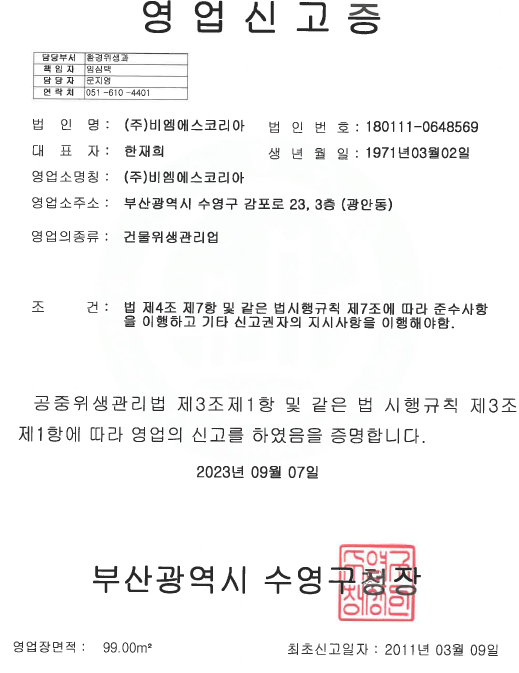 영업신고증
담당부서 환경위생과
책임자 임심택
담당자 문지영
연락처 051-610-4401
법인명 : (주)비엠에스코리아 법인번호 : 180111-0648569
대표자 : 한재희 생년월일 : 1971년03월02일
영업소명칭 : (주)비엠에스코리아
영업소주소 : 부산광역시 수영구 감포로 23, 3층 (광안동)
영업의종류 : 건물위생관리업
조건 : 법 제4조 제7항 및 같은 법시행규칙 제7조에 따라 준수사항
을 이행하고 기타 신고권자의 지시사항을 이행해야함.
공중위생관리법 제3조제1항 및 같은 법 시행규칙 제3조
제1항에 따라 영업의 신고를 하였음을 증명합니다.
2023년 09월 07일
부산광역시 수영구청장
영업장면적 : 99.00m² 최초신고일자 : 2011년 03월 09일